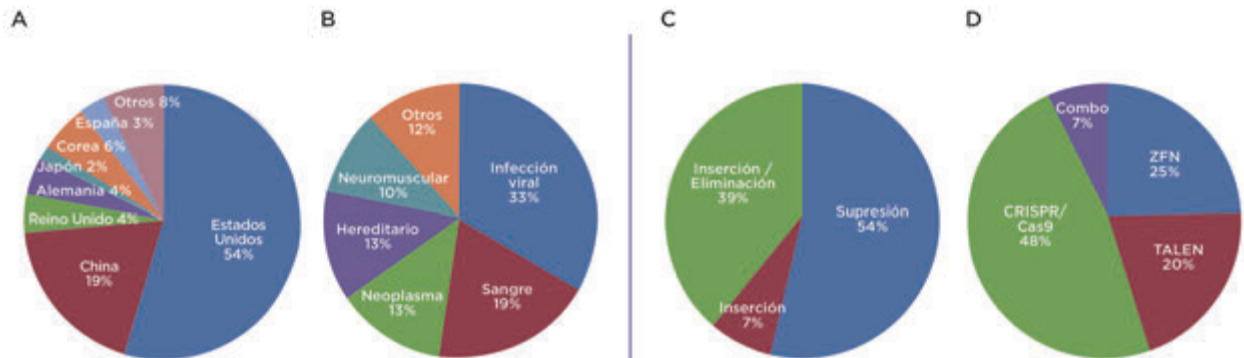 A
B
C
D
Otros 8%
España 3%
Corea 6%
Japón 2%
Alemania 4%
Reino Unido 4%
China
19%
Estados
Unidos
54%
Otros
12%
Neuromuscular
10%
Hereditario
13%
Neoplasma
13%
Sangre
19%
Infección
viral
33%
Inserción /
Eliminación
39%
Inserción
7%
Supresión
54%
Combo
7%
CRISPR/
Cas9
48%
ZFN
25%
TALEN
20%